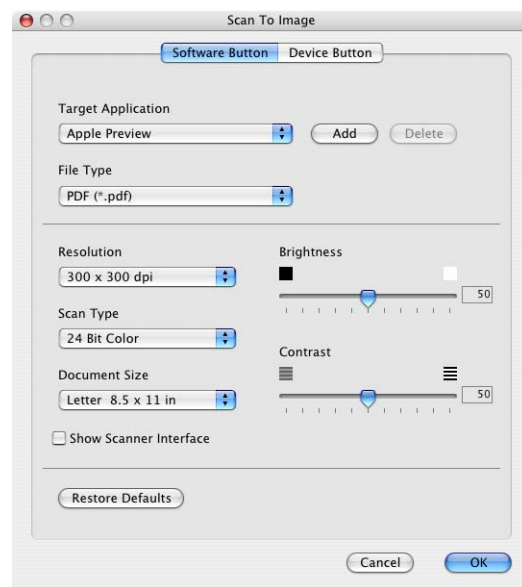 Scan To Image
Software Button Device Button
Target Application
Apple Preview Add Delete
File Type
PDF (*.pdf)
Resolution Brightness
300 x 300 dpi
50
Scan Type
24 Bit Color
Contrast
Document Size
Letter 8.5 x 11 in 50
Show Scanner Interface
Restore Defaults
Cancel OK